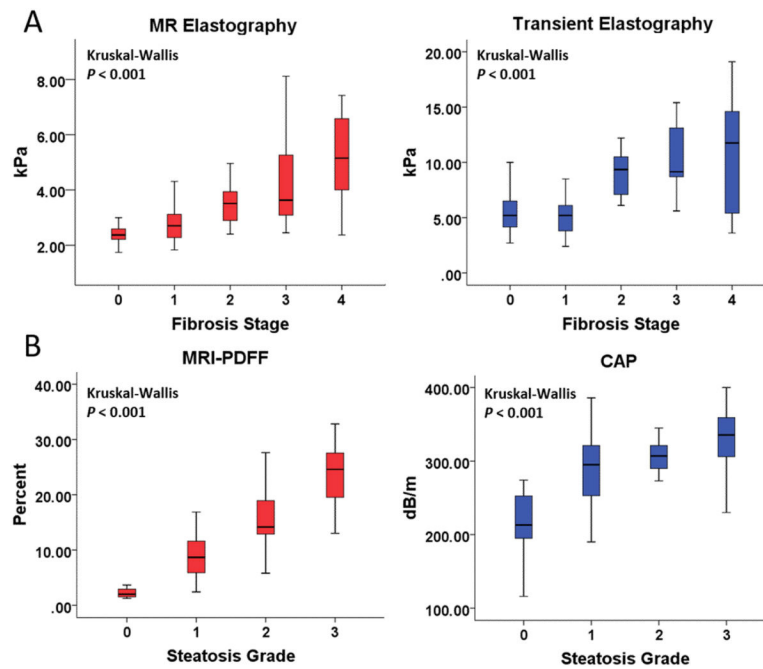 A
MR Elastography
Kruskal-Wallis
P < 0.001
8.00
6.00
4.00
2.00
kPa
0 1 2 3 4
Fibrosis Stage
Transient Elastography
Kruskal-Wallis
P < 0.001
20.00
15.00
10.00
5.00
.00
kPa
0 1 2 3 4
Fibrosis Stage
B
MRI-PDFF
Kruskal-Wallis
P < 0.001
40.00
30.00
20.00
10.00
.00
Percent
0 1 2 3
Steatosis Grade
CAP
Kruskal-Wallis
P < 0.001
400.00
300.00
200.00
100.00
dB/m
0 1 2 3
Steatosis Grade